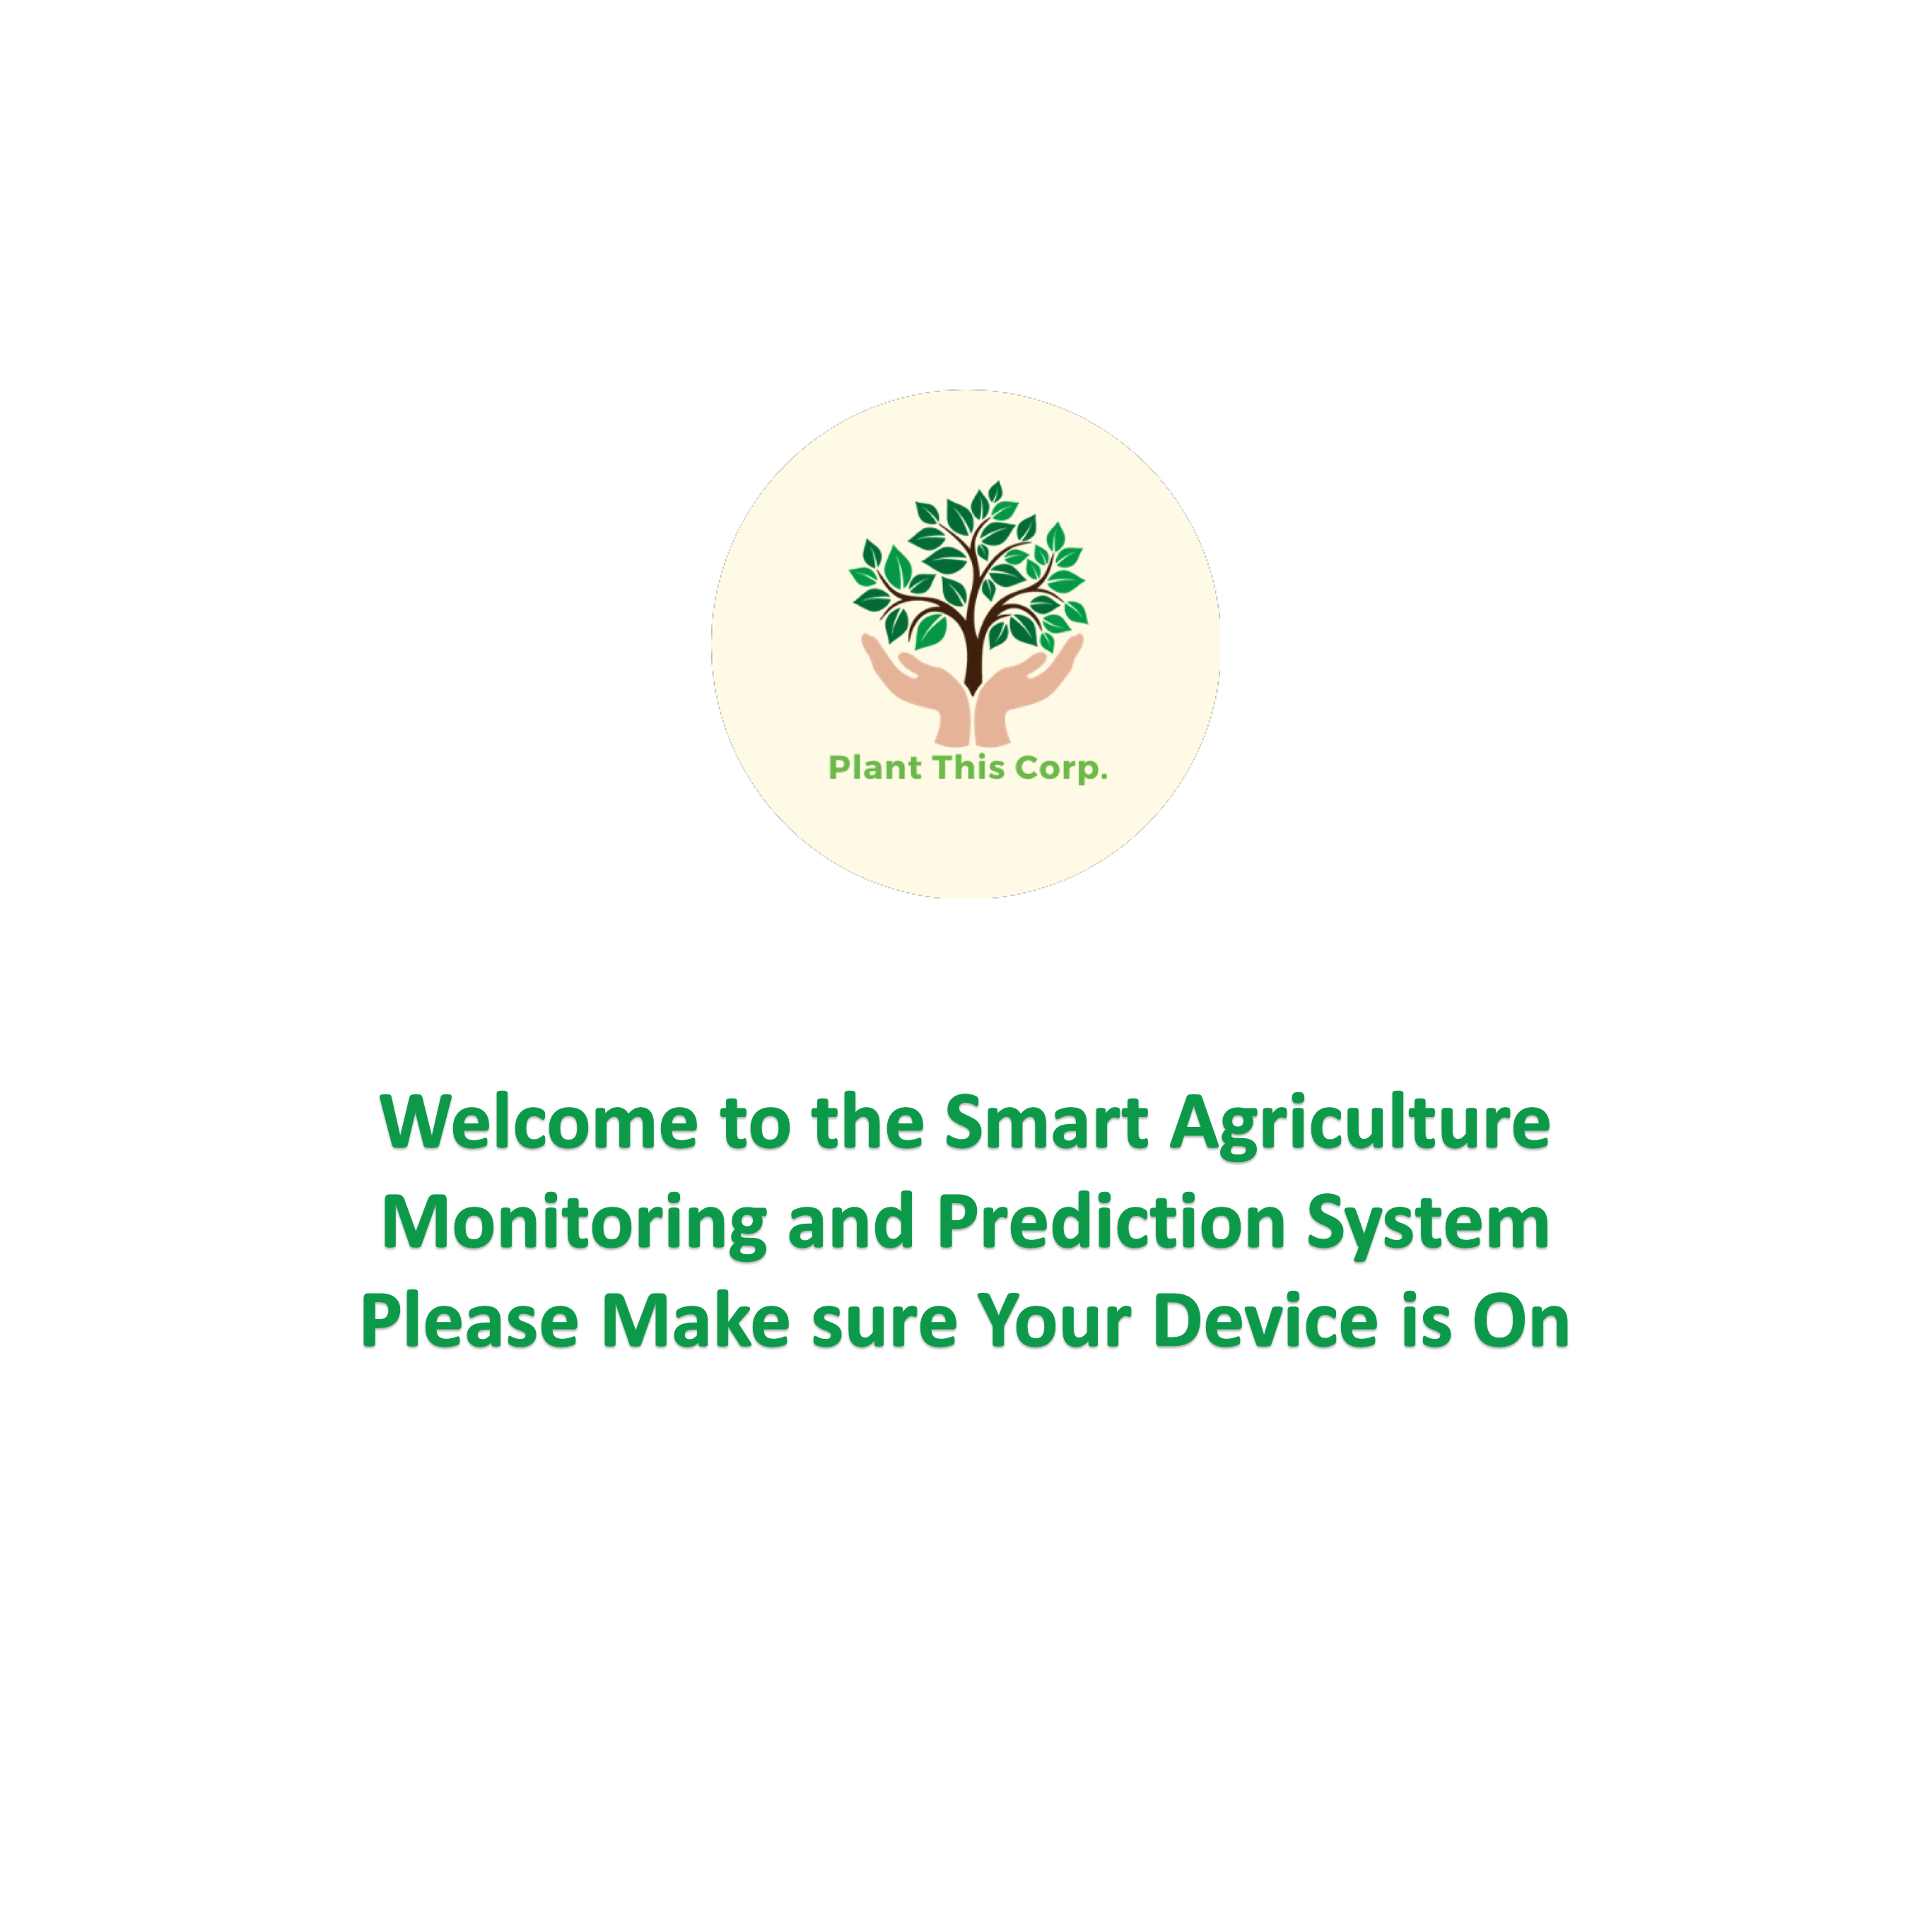 Plant This Corp.
Welcome to the Smart Agriculture
Monitoring and Prediction System
Please Make sure Your Device is On